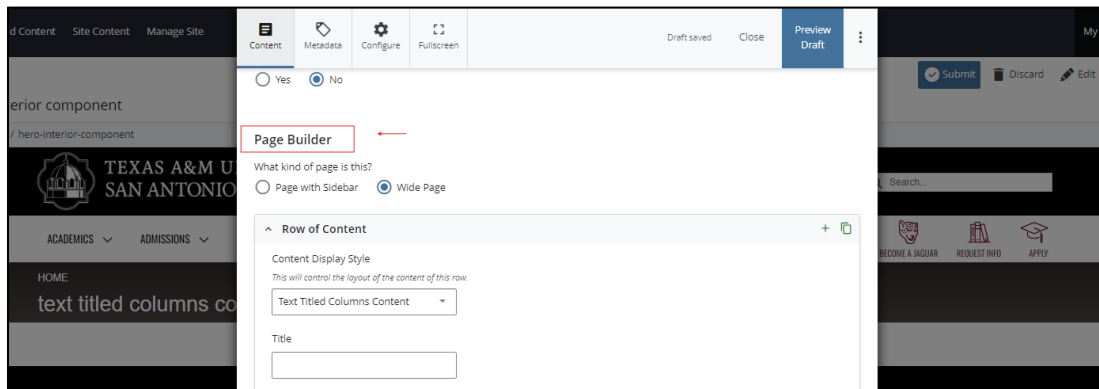 d Content Site Content Manage Site
My
Content Metadata Configure Fullscreen
Draft saved Close Preview Draft
Yes No
Submit Discard Edit
erior component
/ hero-interior-component
Page Builder
What kind of page is this?
Page with Sidebar Wide Page
TEXAS A&M U
SAN ANTONIO
Search...
ACADEMICS ADMISSIONS
BECOME A JAGUAR REQUEST INFO APPLY
Row of Content
Content Display Style
This will control the layout of the content of this row.
Text Titled Columns Content
Title
HOME
text titled columns co